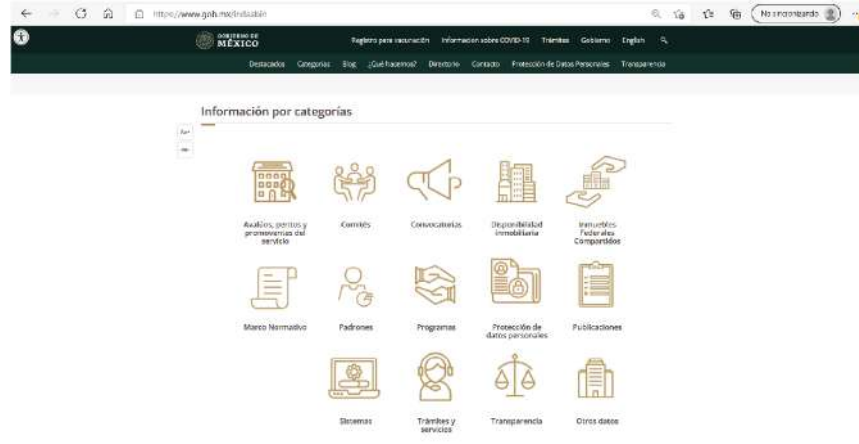 https://www.gob.mx/indaabin
No sincronizando
GOBIERNO DE
MÉXICO
Registro para vacunación Información sobre COVID-19 Trámites Gobierno English
Destacados Categorías Blog ¿Qué hacemos? Directorio Contacto Protección de Datos Personales Transparencia
Información por categorías
Avalúos, peritos y
promoventes del
servicio
Comités
Convocatorias
Disponibilidad
inmobiliaria
Inmuebles
Federales
Compartidos
Marco Normativo
Padrones
Programas
Protección de
datos personales
Publicaciones
Sistemas
Trámites y
servicios
Transparencia
Otros datos